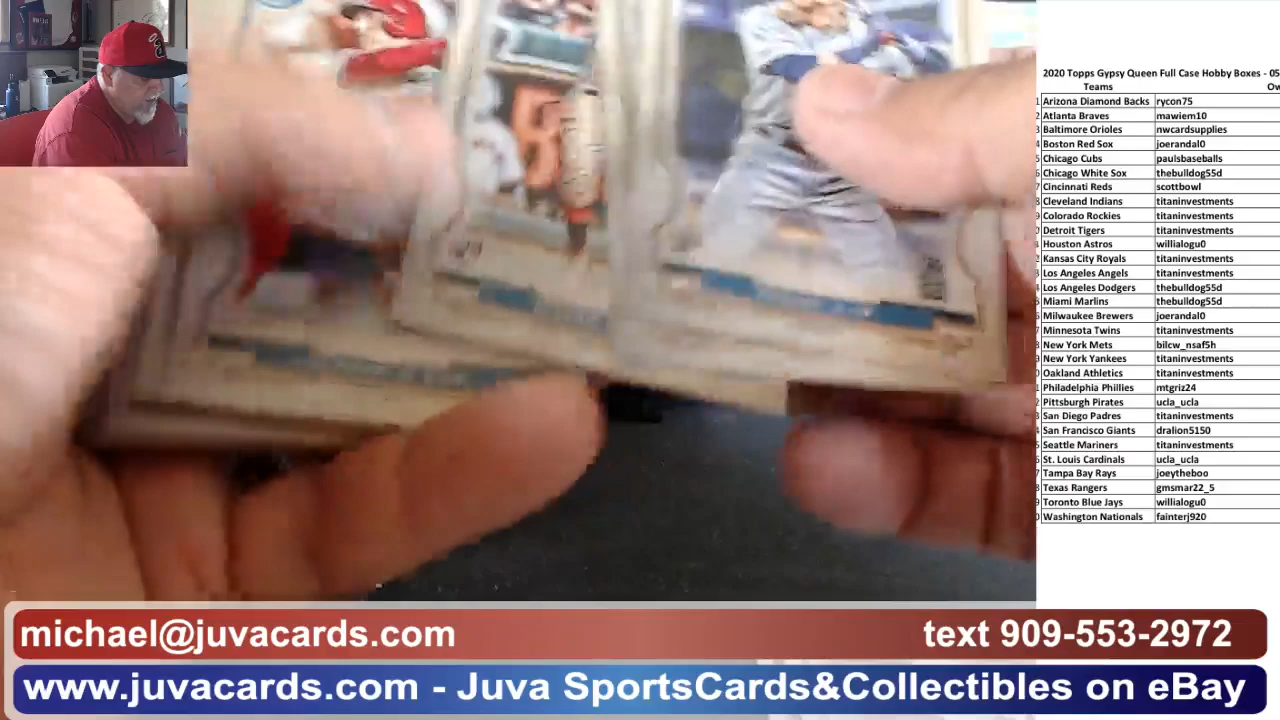 2020 Topps Gypsy Queen Full Case Hobby Boxes - 05
Teams Ow
Arizona Diamond Backs rycon75
Atlanta Braves mawiem10
Baltimore Orioles nwcardsupplies
Boston Red Sox joerandal0
Chicago Cubs paulsbaseballs
Chicago White Sox thebulldog55d
Cincinnati Reds scottbowl
Cleveland Indians titaninvestments
Colorado Rockies titaninvestments
Detroit Tigers titaninvestments
Houston Astros willialogu0
Kansas City Royals titaninvestments
Los Angeles Angels titaninvestments
Los Angeles Dodgers thebulldog55d
Miami Marlins thebulldog55d
Milwaukee Brewers joerandal0
Minnesota Twins titaninvestments
New York Mets bilcw_nsaf5h
New York Yankees titaninvestments
Oakland Athletics titaninvestments
Philadelphia Phillies mtgriz24
Pittsburgh Pirates ucla_ucla
San Diego Padres titaninvestments
San Francisco Giants dralion5150
Seattle Mariners titaninvestments
St. Louis Cardinals ucla_ucla
Tampa Bay Rays joeytheboo
Texas Rangers gmsmar22_5
Toronto Blue Jays willialogu0
Washington Nationals fainterj920
michael@juvacards.com text 909-553-2972
www.juvacards.com - Juva SportsCards&Collectibles on eBay